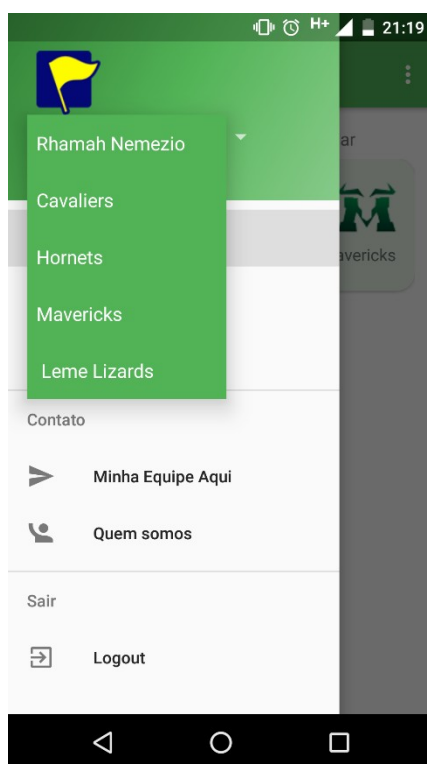 H+ 21:19
Rhamah Nemezio
ar
Cavaliers
Hornets
avericks
Mavericks
Leme Lizards
Contato
Minha Equipe Aqui
Quem somos
Sair
Logout